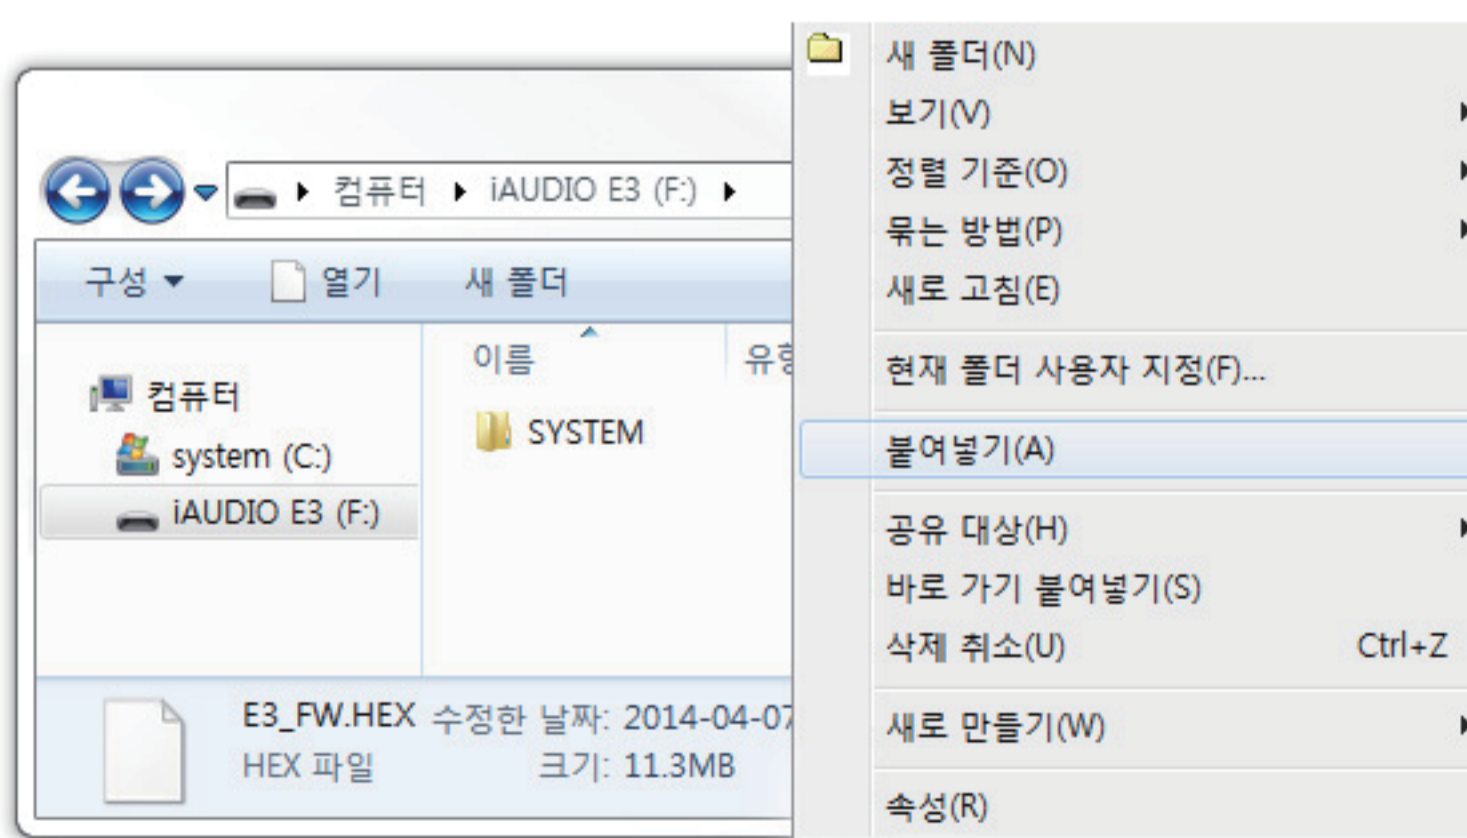 컴퓨터 iAUDIO E3 (F:)
구성 열기 새 폴더
이름
컴퓨터
system (C:)
iAUDIO E3 (F:)
SYSTEM
E3_FW.HEX 수정한 날짜: 2014-04-07
HEX 파일 크기: 11.3MB
새 폴더(N)
보기(V)
정렬 기준(O)
묶는 방법(P)
새로 고침(E)
현재 폴더 사용자 지정(F)...
붙여넣기(A)
공유 대상(H)
바로 가기 붙여넣기(S)
삭제 취소(U) Ctrl+Z
새로 만들기(W)
속성(R)